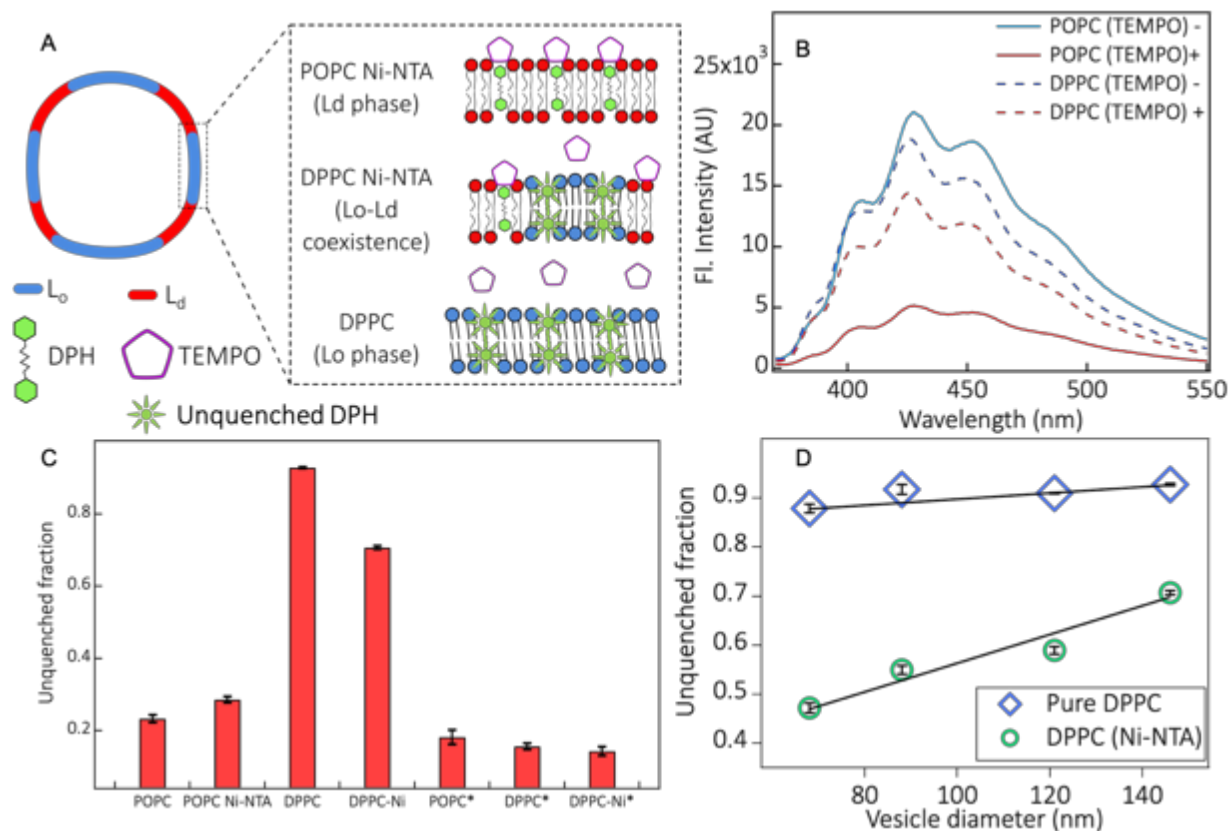 A
POPC Ni-NTA
(Ld phase)
DPPC Ni-NTA
(Lo-Ld
coexistence)
DPPC
(Lo phase)
Lo
Ld
DPH
TEMPO
Unquenched DPH
B
POPC (TEMPO) -
POPC (TEMPO)+
DPPC (TEMPO) -
DPPC (TEMPO) +
Fl. Intensity (AU)
25x10³
20
15
10
5
0
400
450
500
550
Wavelength (nm)
C
Unquenched fraction
0.8
0.6
0.4
0.2
POPC
POPC Ni-NTA
DPPC
DPPC-Ni
POPC*
DPPC*
DPPC-Ni*
D
Unquenched fraction
0.9
0.8
0.7
0.6
0.5
0.4
Pure DPPC
DPPC (Ni-NTA)
80
100
120
140
Vesicle diameter (nm)